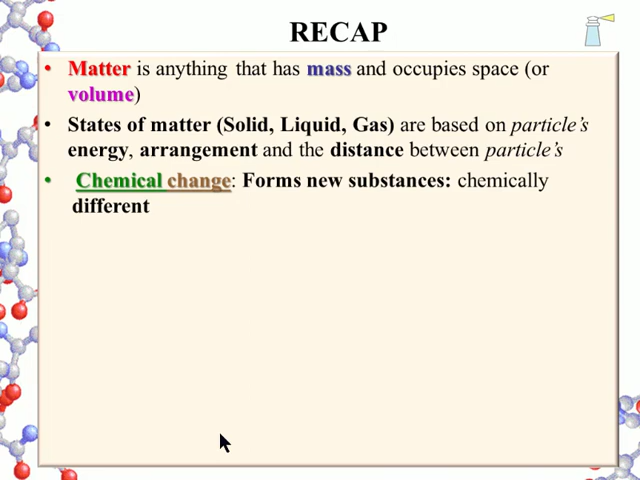 RECAP
• Matter is anything that has mass and occupies space (or
volume)
• States of matter (Solid, Liquid, Gas) are based on particle's
energy, arrangement and the distance between particle's
• Chemical change: Forms new substances: chemically
different